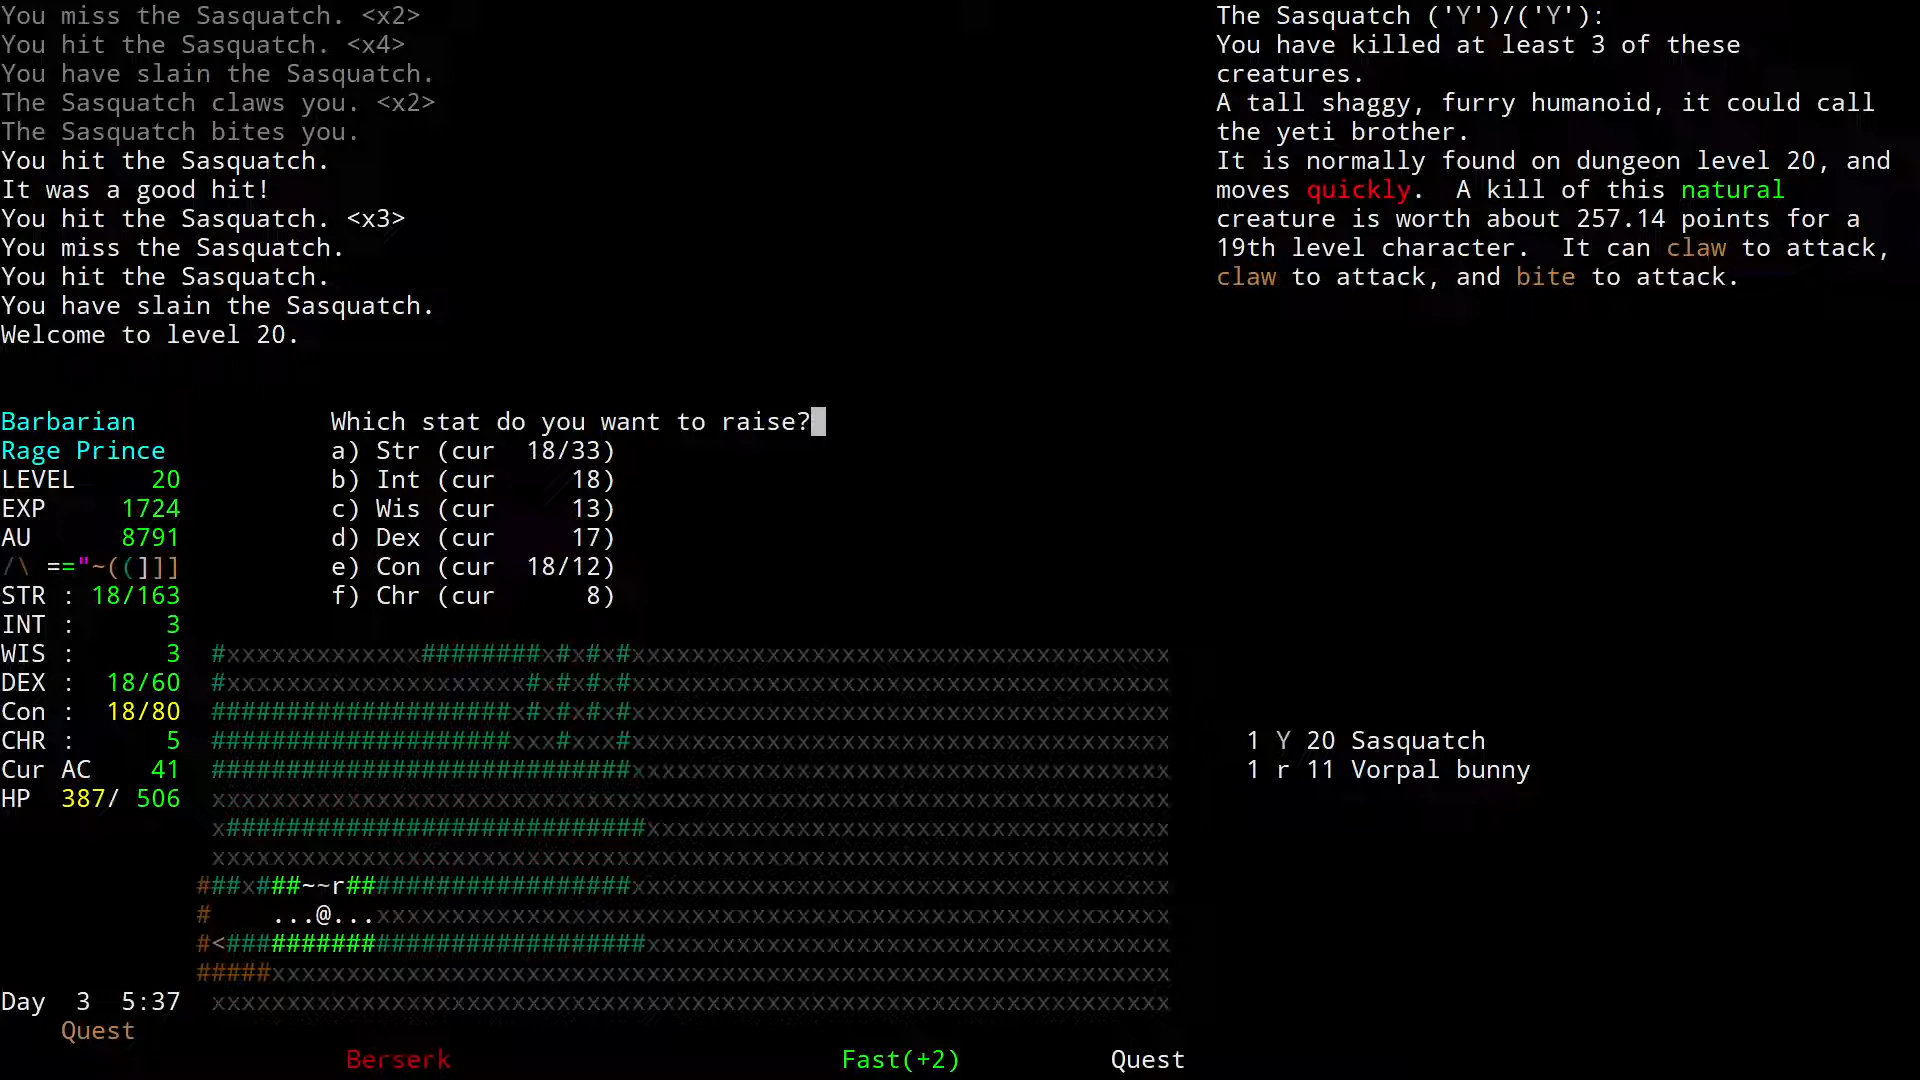 You miss the Sasquatch. <x2>
You hit the Sasquatch. <x4>
You have slain the Sasquatch.
The Sasquatch claws you. <x2>
The Sasquatch bites you.
You hit the Sasquatch.
It was a good hit!
You hit the Sasquatch. <x3>
You miss the Sasquatch.
You hit the Sasquatch.
You have slain the Sasquatch.
Welcome to level 20.
The Sasquatch ('Y')/('Y'):
You have killed at least 3 of these
creatures.
A tall shaggy, furry humanoid, it could call
the yeti brother.
It is normally found on dungeon level 20, and
moves quickly.  A kill of this natural
creature is worth about 257.14 points for a
19th level character.  It can claw to attack,
claw to attack, and bite to attack.
Barbarian
Rage Prince
LEVEL 20
EXP 1724
AU 8791
/\ =="~((]]]
STR : 18/163
INT : 3
WIS : 3
DEX : 18/60
Con : 18/80
CHR : 5
Cur AC 41
HP 387/ 506
Day 3 5:37
Quest
Which stat do you want to raise?
a) Str (cur 18/33)
b) Int (cur 18)
c) Wis (cur 13)
d) Dex (cur 17)
e) Con (cur 18/12)
f) Chr (cur 8)
1 Y 20 Sasquatch
1 r 11 Vorpal bunny
Berserk
Fast(+2)
Quest